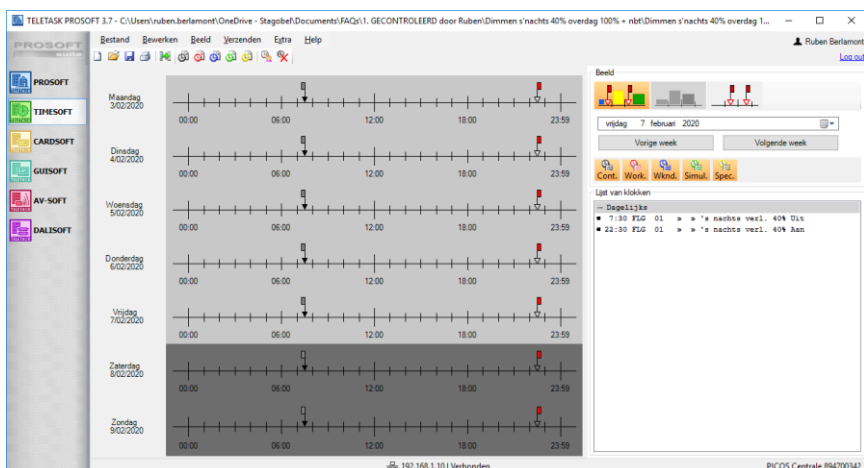 TELETASK PROSOFT 3.7 - C:\Users\ruben.berlamont\OneDrive - Stagobel\Documents\FAQs\1. GECONTROLEERD door Ruben\Dimmen s'nachts 40% overdag 100% + nbt\Dimmen s'nachts 40% overdag 1...
PROSOFT
suite
Bestand Bewerken Beeld Verzenden Extra Help
Ruben Berlamont
Log out
PROSOFT
TIMESOFT
CARDSOFT
GUISOFT
AV-SOFT
DALISOFT
Maandag
3/02/2020
00:00 06:00 12:00 18:00 23:59
Dinsdag
4/02/2020
00:00 06:00 12:00 18:00 23:59
Woensdag
5/02/2020
00:00 06:00 12:00 18:00 23:59
Donderdag
6/02/2020
00:00 06:00 12:00 18:00 23:59
Vrijdag
7/02/2020
00:00 06:00 12:00 18:00 23:59
Zaterdag
8/02/2020
00:00 06:00 12:00 18:00 23:59
Zondag
9/02/2020
00:00 06:00 12:00 18:00 23:59
Beeld
vrijdag 7 februari 2020
Vorige week Volgende week
Cont. Work. Wknd. Simul. Spec.
Lijst van klokken
— Dagelijks
■ 7:30 FLG 01 » » 's nachts verl. 40% Uit
■ 22:30 FLG 01 » » 's nachts verl. 40% Aan
192.168.1.10 | Verbonden
PICOS Centrale 894700342